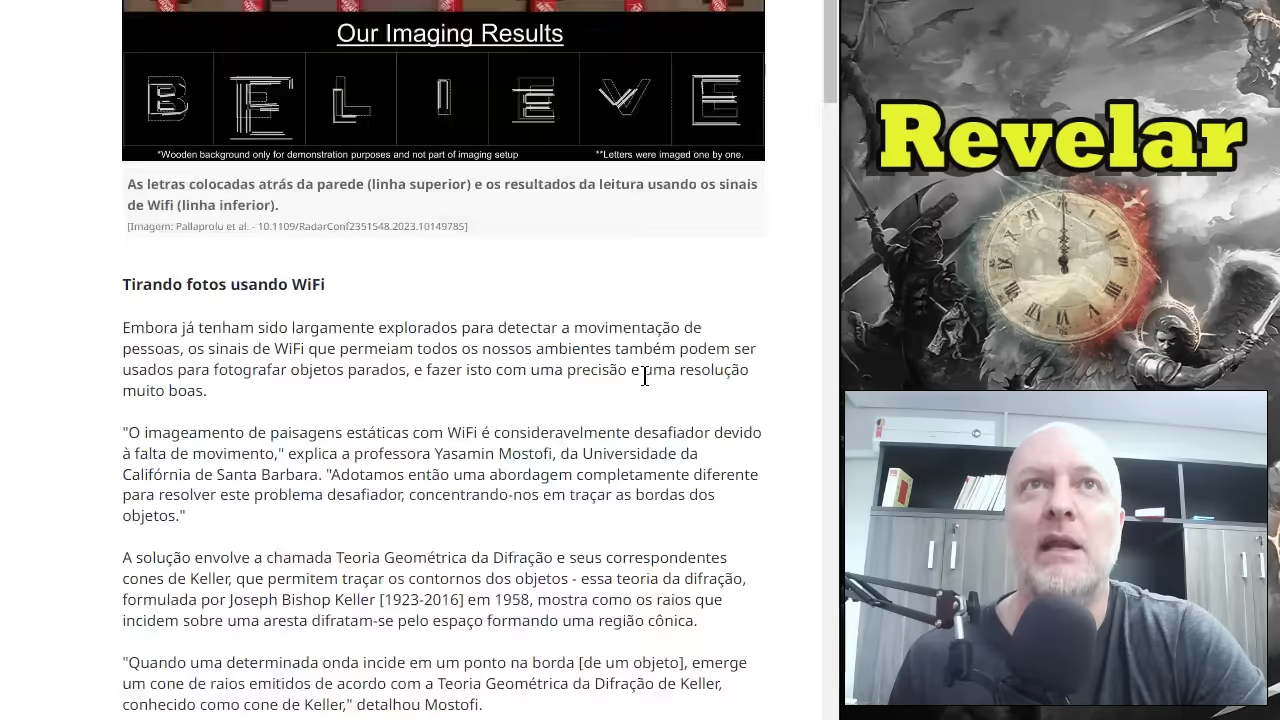 Our Imaging Results
B E L I E V E
*Wooden background only for demonstration purposes and not part of imaging setup
**Letters were imaged one by one.
As letras colocadas atrás da parede (linha superior) e os resultados da leitura usando os sinais
de Wifi (linha inferior).
[Imagem: Pallaprolu et al. - 10.1109/RadarConf2351548.2023.10149785]
Tirando fotos usando WiFi
Embora já tenham sido largamente explorados para detectar a movimentação de
pessoas, os sinais de WiFi que permeiam todos os nossos ambientes também podem ser
usados para fotografar objetos parados, e fazer isto com uma precisão e uma resolução
muito boas.
"O imageamento de paisagens estáticas com WiFi é consideravelmente desafiador devido
à falta de movimento," explica a professora Yasamin Mostofi, da Universidade da
Califórnia de Santa Barbara. "Adotamos então uma abordagem completamente diferente
para resolver este problema desafiador, concentrando-nos em traçar as bordas dos
objetos."
A solução envolve a chamada Teoria Geométrica da Difração e seus correspondentes
cones de Keller, que permitem traçar os contornos dos objetos - essa teoria da difração,
formulada por Joseph Bishop Keller [1923-2016] em 1958, mostra como os raios que
incidem sobre uma aresta difratam-se pelo espaço formando uma região cônica.
"Quando uma determinada onda incide em um ponto na borda [de um objeto], emerge
um cone de raios emitidos de acordo com a Teoria Geométrica da Difração de Keller,
conhecido como cone de Keller," detalhou Mostofi.
Revelar